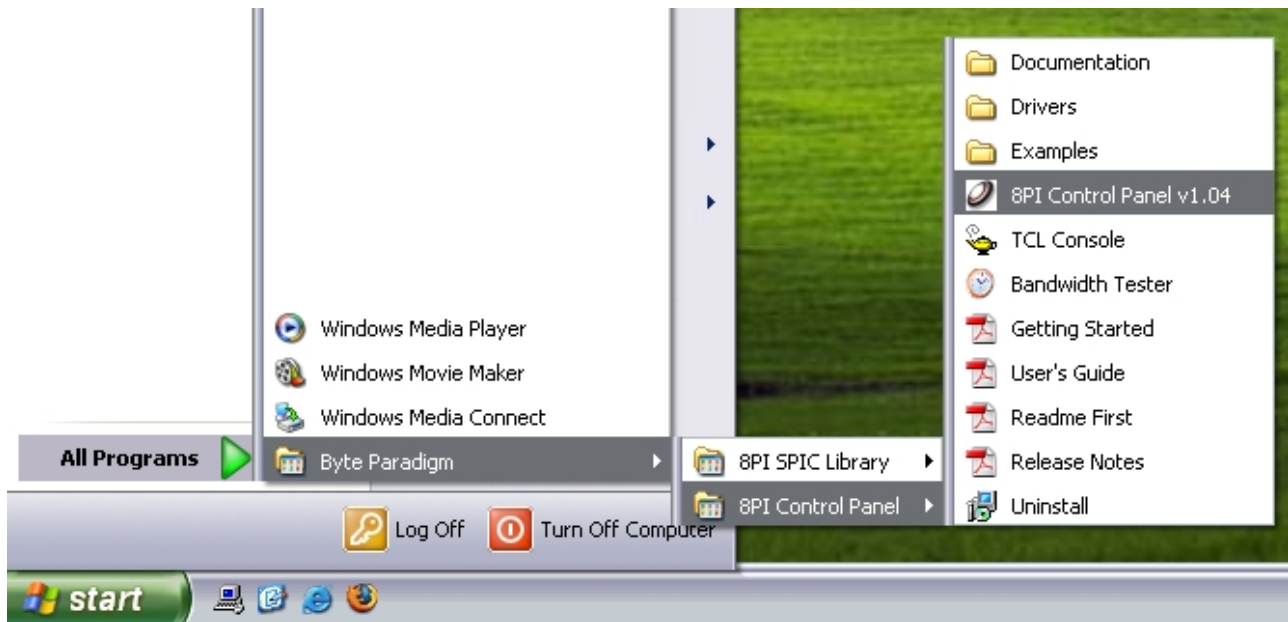 Documentation
Drivers
Examples
8PI Control Panel v1.04
TCL Console
Bandwidth Tester
Getting Started
User's Guide
Readme First
Release Notes
Uninstall
Windows Media Player
Windows Movie Maker
Windows Media Connect
All Programs
Byte Paradigm
8PI SPIC Library
8PI Control Panel
Log Off
Turn Off Computer
start